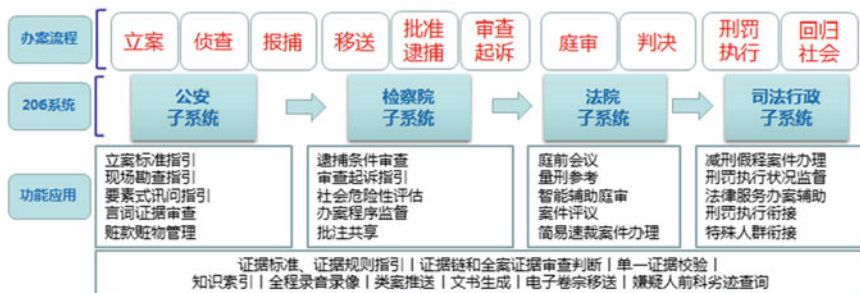 办案流程
立案
侦查
报捕
移送
批准
逮捕
审查
起诉
庭审
判决
刑罚
执行
回归
社会
206系统
公安
子系统
检察院
子系统
法院
子系统
司法行政
子系统
功能应用
立案标准指引
现场勘查指引
要素式讯问指引
言词证据审查
赃款赃物管理
逮捕条件审查
审查起诉指引
社会危险性评估
办案程序监督
批注共享
庭前会议
量刑参考
智能辅助庭审
案件评议
简易速裁案件办理
减刑假释案件办理
刑罚执行状况监督
法律服务办案辅助
刑罚执行衔接
特殊人群衔接
证据标准、证据规则指引丨证据链和全案证据审查判断丨单一证据校验丨
知识索引丨全程录音录像丨类案推送丨文书生成丨电子卷宗移送丨嫌疑人前科劣迹查询